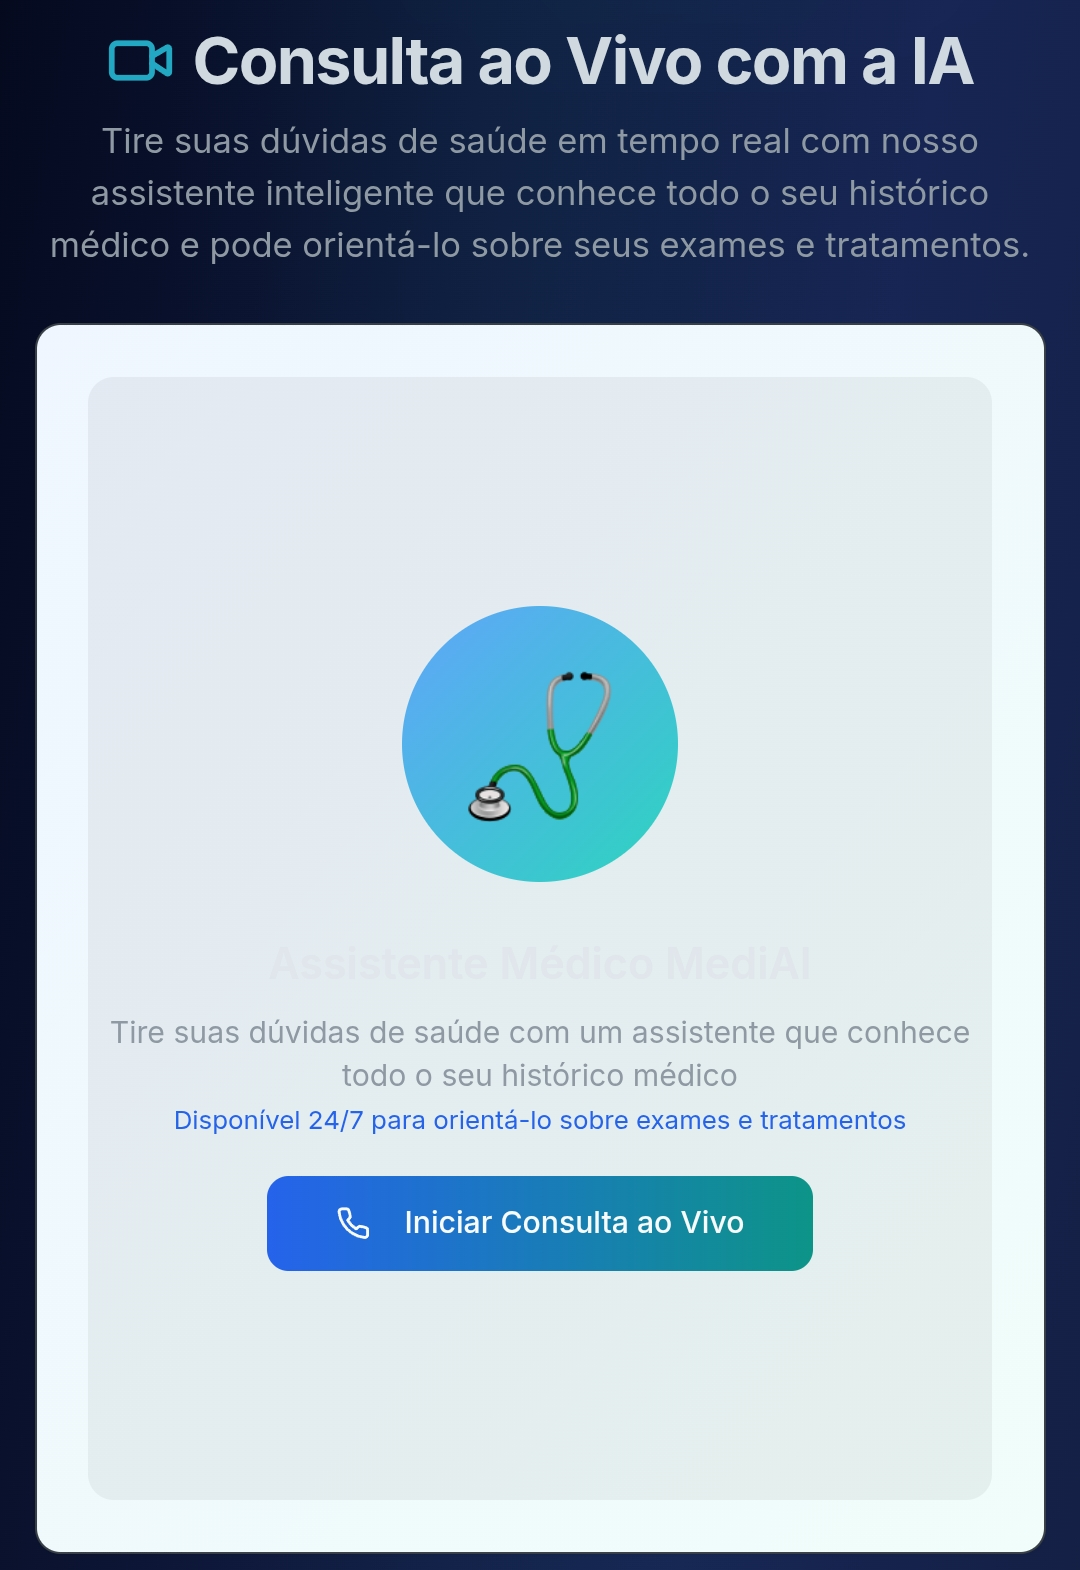 Consulta ao Vivo com a IA
Tire suas dúvidas de saúde em tempo real com nosso
assistente inteligente que conhece todo o seu histórico
médico e pode orientá-lo sobre seus exames e tratamentos.
Assistente Médico MediAI
Tire suas dúvidas de saúde com um assistente que conhece
todo o seu histórico médico
Disponível 24/7 para orientá-lo sobre exames e tratamentos
Iniciar Consulta ao Vivo